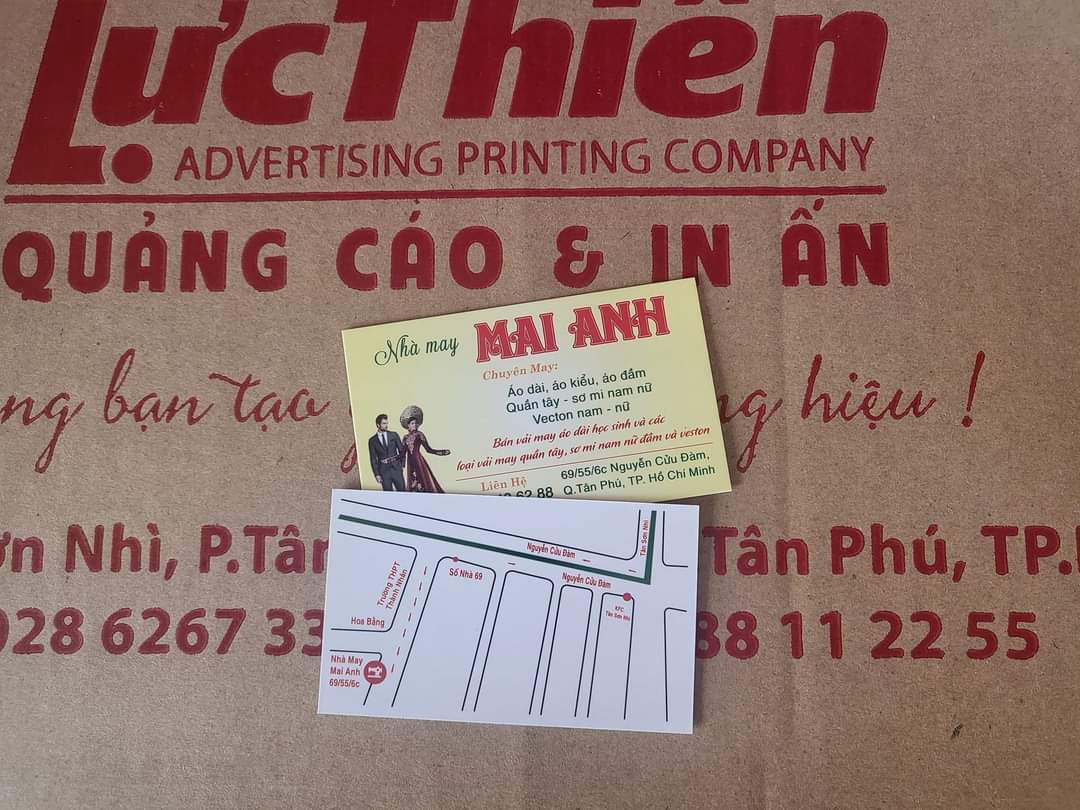 LựcThiên
ADVERTISING PRINTING COMPANY
QUẢNG CÁO & IN ẤN
bạn tạo hiệu !
Nhì, P.Tân Tân Phú,
028 6267 33 88 11 22 55
Nhà may MAI ANH
Chuyên May:
Áo dài, áo kiểu, áo đầm
Quần tây - sơ mi nam nữ
Vecton nam - nữ
Bán vải may áo dài học sinh và các
loại vải may quần tây, sơ mi nam nữ đầm và veston
Liên Hệ
62 88
69/55/6c Nguyễn Cửu Đàm,
Q.Tân Phú, TP. Hồ Chí Minh
Nguyễn Cửu Đàm
Tân Sơn Nhì
Số Nhà 69
Nguyễn Cửu Đàm
KFC
Tân Sơn Nhì
Trường THPT
Thành Nhân
Hoa Bằng
Nhà May
Mai Anh
69/55/6c